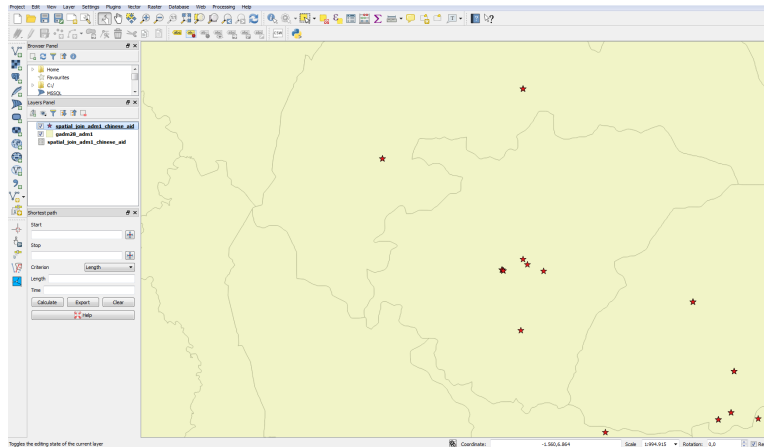 Project Edit View Layer Settings Plugins Vector Raster Database Web Processing Help
Browser Panel
Home
Favourites
C:/
MSSQL
Layers Panel
spatial_join_adm1_chinese_aid
gadm28_adm1
spatial_join_adm1_chinese_aid
Shortest path
Start
Stop
Criterion Length
Length
Time
Calculate Export Clear
Help
Toggles the editing state of the current layer Coordinate: -1.560,6.864 Scale 1:994.915 Rotation: 0,0